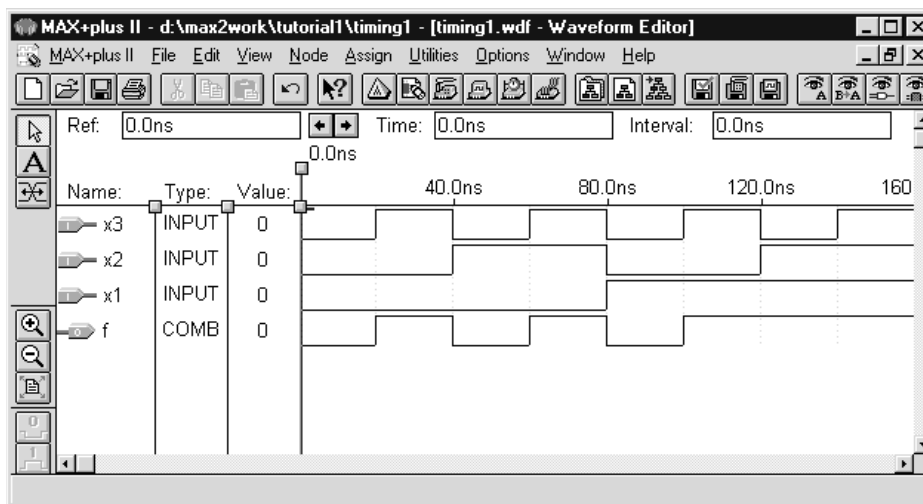 MAX+plus II - d:\max2work\tutorial1\timing1 - [timing1.wdf - Waveform Editor]
MAX+plus II File Edit View Node Assign Utilities Options Window Help
Ref: 0.0ns Time: 0.0ns Interval: 0.0ns
0.0ns
Name: Type: Value: 40.0ns 80.0ns 120.0ns 160
x3 INPUT 0
x2 INPUT 0
x1 INPUT 0
f COMB 0